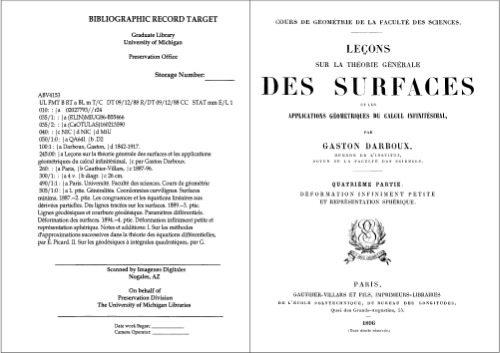 BIBLIOGRAPHIC RECORD TARGET
Graduate Library
University of Michigan
Preservation Office
Storage Number:
ABV4153
UL FMT B RT a BL m T/C DT 09/12/88 R/DT 09/12/88 CC STAT mm E/L 1
010: : |a 02027793//r24
035/1: : |a (RLIN)MIUG86-B53466
035/2: : |a (CaOTULAS)160213590
040: : |c NIC |d NIC |d MiU
050/1:0: |a QA641 |b .D2
100:1 : |a Darboux, Gaston, |d 1842-1917.
245:00: |a Leçons sur la théorie générale des surfaces et les applications
géométriques du calcul infinitésimal, |c par Gaston Darboux.
260: : |a Paris, |b Gauthier-Villars, |c 1887-96.
300/1: : |a 4 v. |b diagr. |c 26 cm.
490/1:1 : |a Paris. Université. Faculté des sciences. Cours de géométrie
505/1:0 : |a 1. ptie. Généralités. Coordonnées curvilignes. Surfaces
minima. 1887.--2. ptie. Les congruences et les équations linéaires aux
dérivées partielles. Des lignes tracées sur les surfaces. 1889.--3. ptie.
Lignes géodésiques et courbure géodésique. Paramètres différentiels.
Déformation des surfaces. 1894.--4. ptie. Déformation infiniment petite et
représentation sphérique. Notes et additions: I. Sur les méthodes
d'approximations successives dans la théorie des équations différentielles,
par É. Picard. II. Sur les géodésiques à intégrales quadratiques, par G.
Scanned by Imagenes Digitales
Nogales, AZ
On behalf of
Preservation Division
The University of Michigan Libraries
Date work Began:
Camera Operator:
COURS DE GÉOMÉTRIE DE LA FACULTÉ DES SCIENCES.
LEÇONS
SUR LA THÉORIE GÉNÉRALE
DES SURFACES
ET LES
APPLICATIONS GÉOMÉTRIQUES DU CALCUL INFINITÉSIMAL,
PAR
GASTON DARBOUX,
MEMBRE DE L'INSTITUT,
DOYEN DE LA FACULTÉ DES SCIENCES.
QUATRIÈME PARTIE.
DÉFORMATION INFINIMENT PETITE
ET REPRÉSENTATION SPHÉRIQUE.
PARIS,
GAUTHIER-VILLARS ET FILS, IMPRIMEURS-LIBRAIRES
DE L'ÉCOLE POLYTECHNIQUE, DU BUREAU DES LONGITUDES,
Quai des Grands-Augustins, 55.
1896
(Tous droits réservés.)